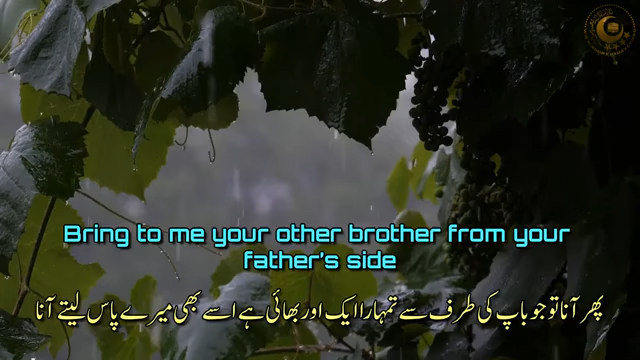 Bring to me your other brother from your
father's side
پھر آنا تو جو باپ کی طرف سے تمہارا ایک اور بھائی ہے اسے بھی میرے پاس لیتے آنا